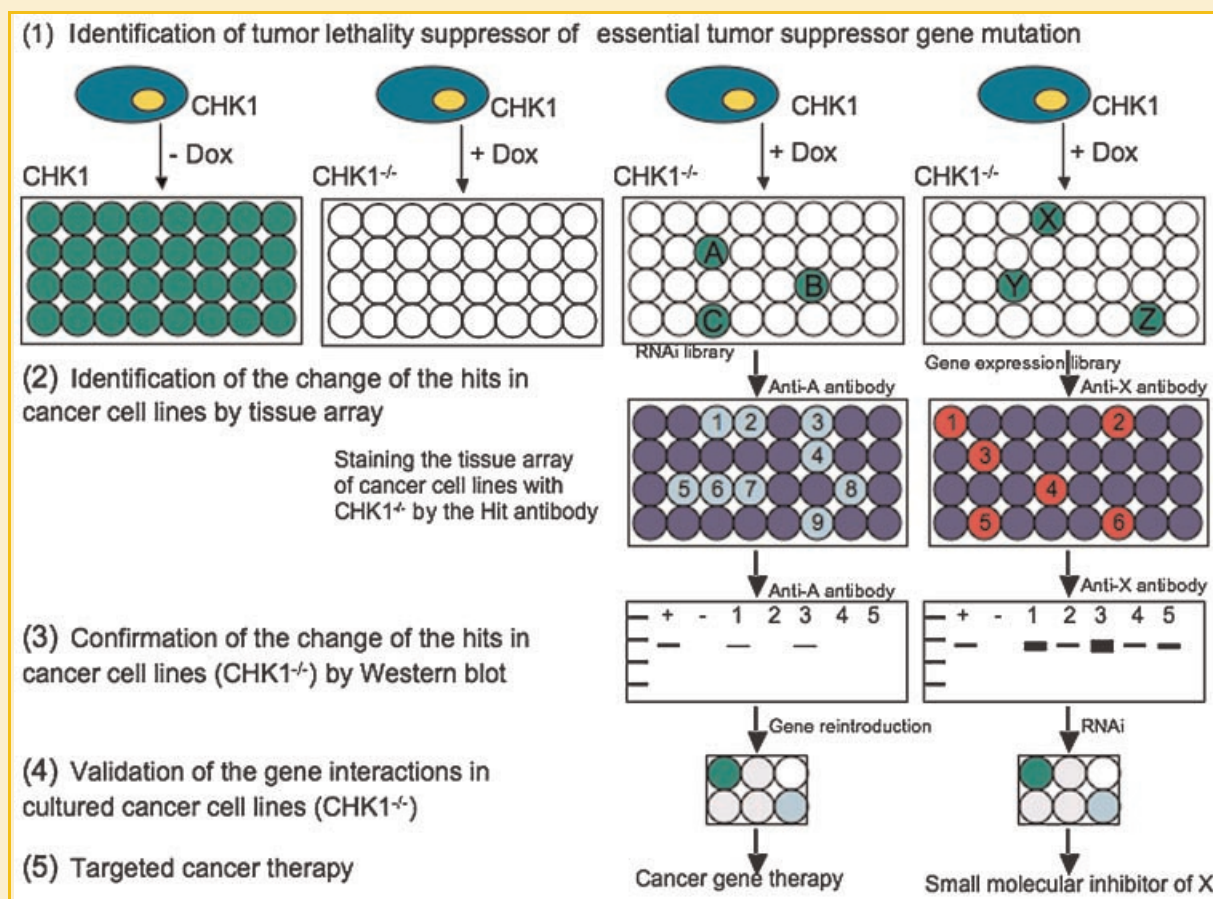 (1) Identification of tumor lethality suppressor of essential tumor suppressor gene mutation
CHK1
CHK1
CHK1
CHK1
- Dox
+ Dox
+ Dox
+ Dox
CHK1
CHK1-/-
CHK1-/-
CHK1-/-
A
B
C
X
Y
Z
RNAi library
Gene expression library
(2) Identification of the change of the hits in
cancer cell lines by tissue array
Anti-A antibody
Anti-X antibody
Staining the tissue array
of cancer cell lines with
CHK1-/- by the Hit antibody
1 2 3
4
5 6 7 8
9
1 2
3
4
5 6
Anti-A antibody
Anti-X antibody
(3) Confirmation of the change of the hits in
cancer cell lines (CHK1-/-) by Western blot
+ - 1 2 3 4 5
+ - 1 2 3 4 5
Gene reintroduction
RNAi
(4) Validation of the gene interactions in
cultured cancer cell lines (CHK1-/-)
(5) Targeted cancer therapy
Cancer gene therapy
Small molecular inhibitor of X